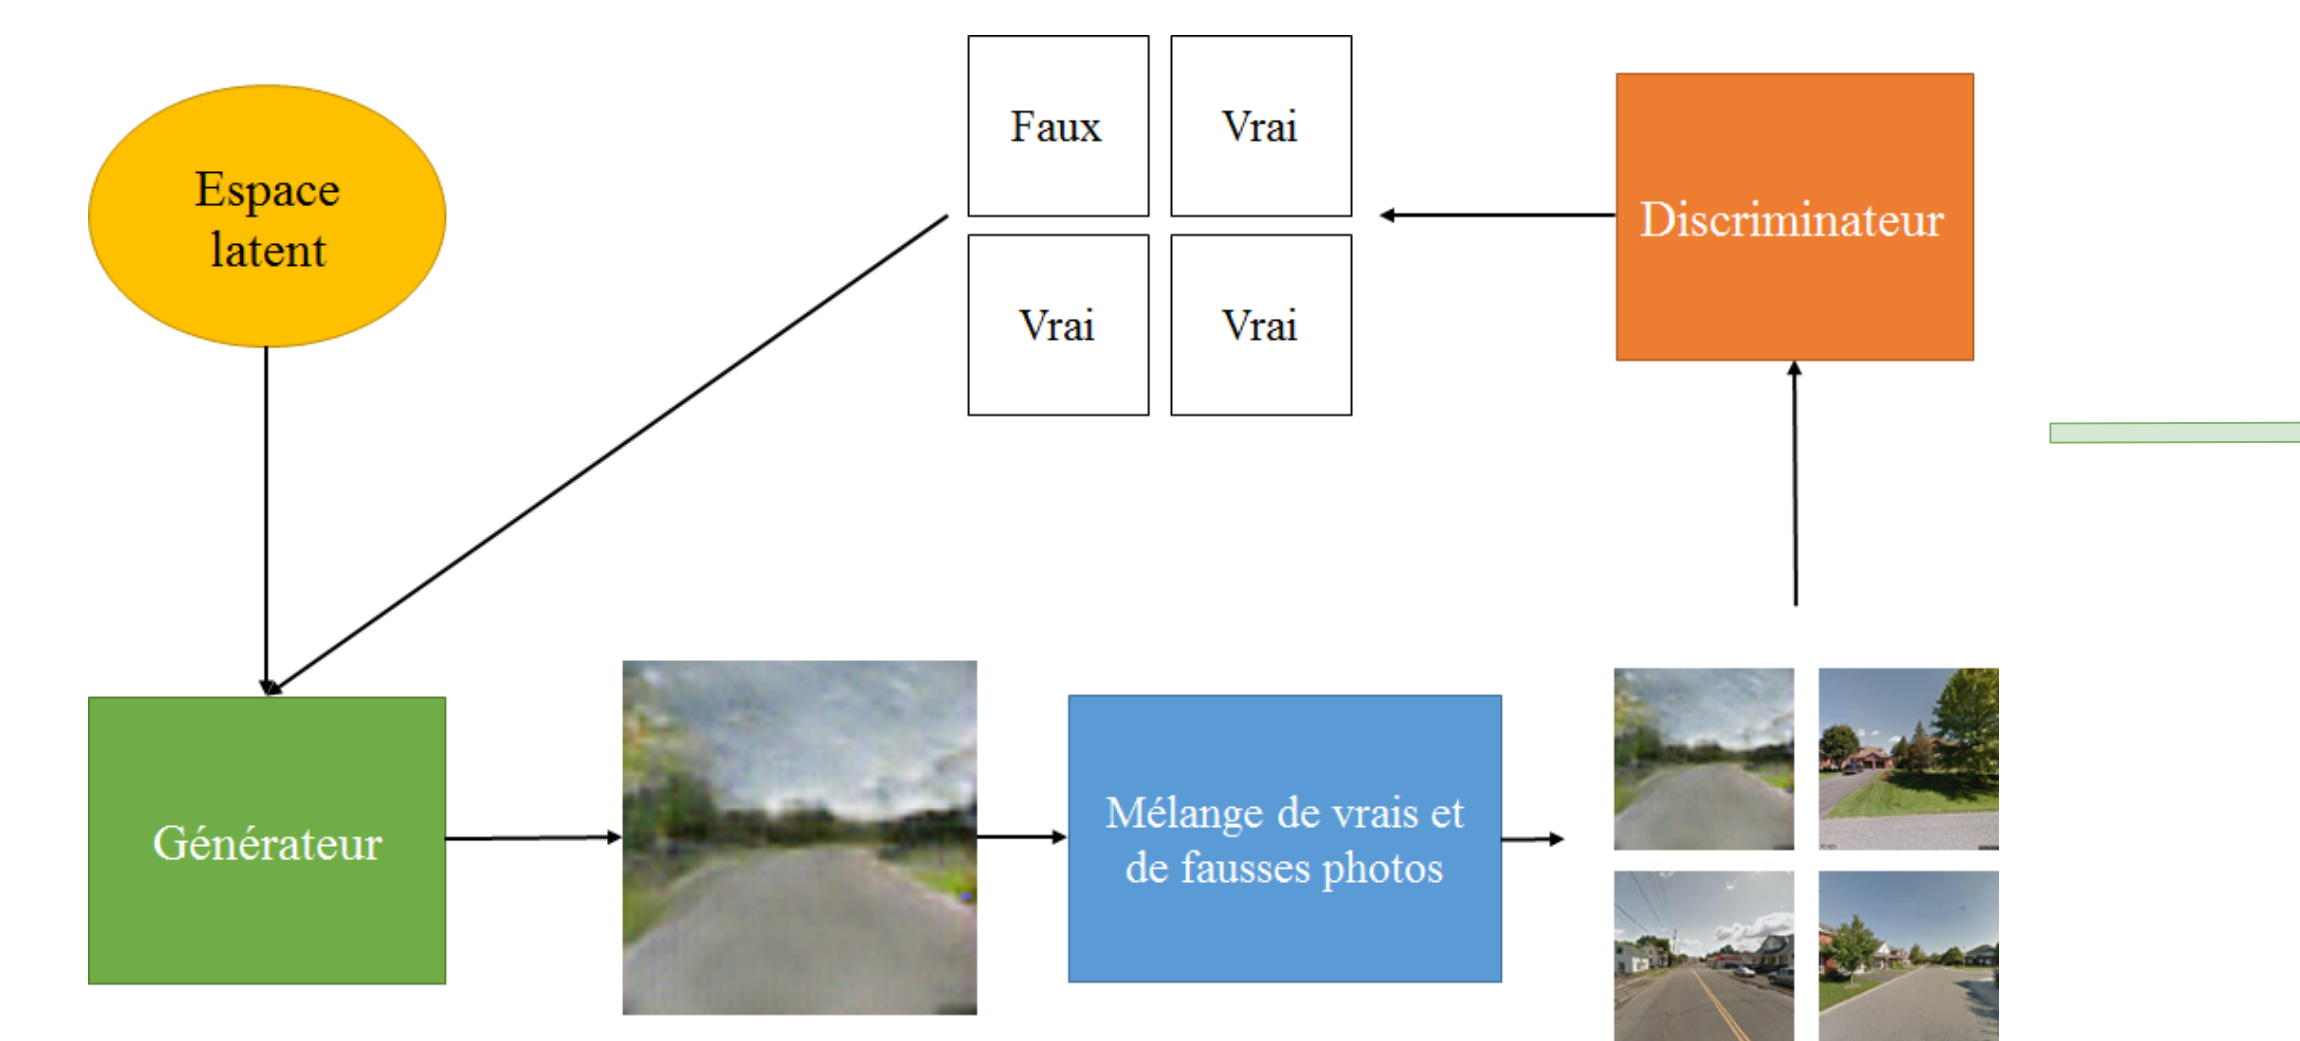 Espace
latent
Faux
Vrai
Vrai
Vrai
Discriminateur
Générateur
Mélange de vrais et
de fausses photos